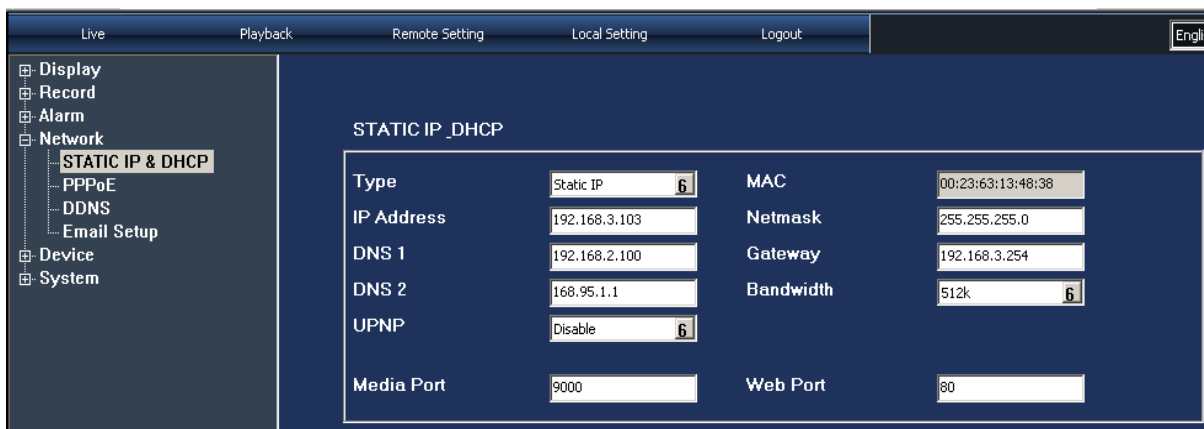 Live Playback Remote Setting Local Setting Logout Engli
Display
Record
Alarm
Network
STATIC IP & DHCP
PPPoE
DDNS
Email Setup
Device
System
STATIC IP_DHCP
Type Static IP 6 MAC 00:23:63:13:48:38
IP Address 192.168.3.103 Netmask 255.255.255.0
DNS 1 192.168.2.100 Gateway 192.168.3.254
DNS 2 168.95.1.1 Bandwidth 512k 6
UPNP Disable 6
Media Port 9000 Web Port 80